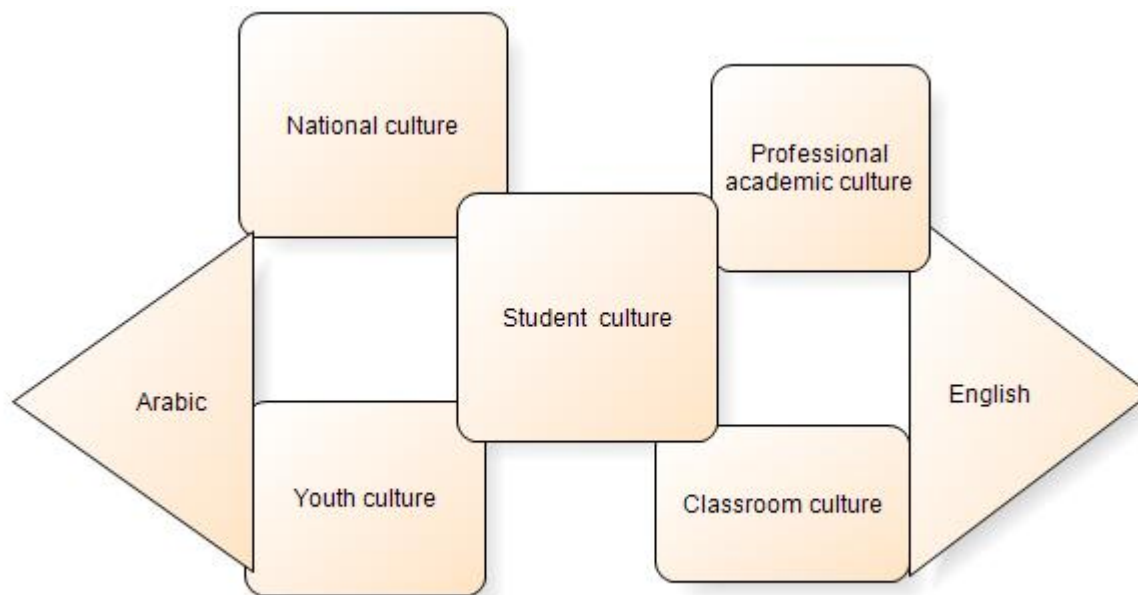 National culture
Professional
academic culture
Student culture
Arabic
English
Youth culture
Classroom culture